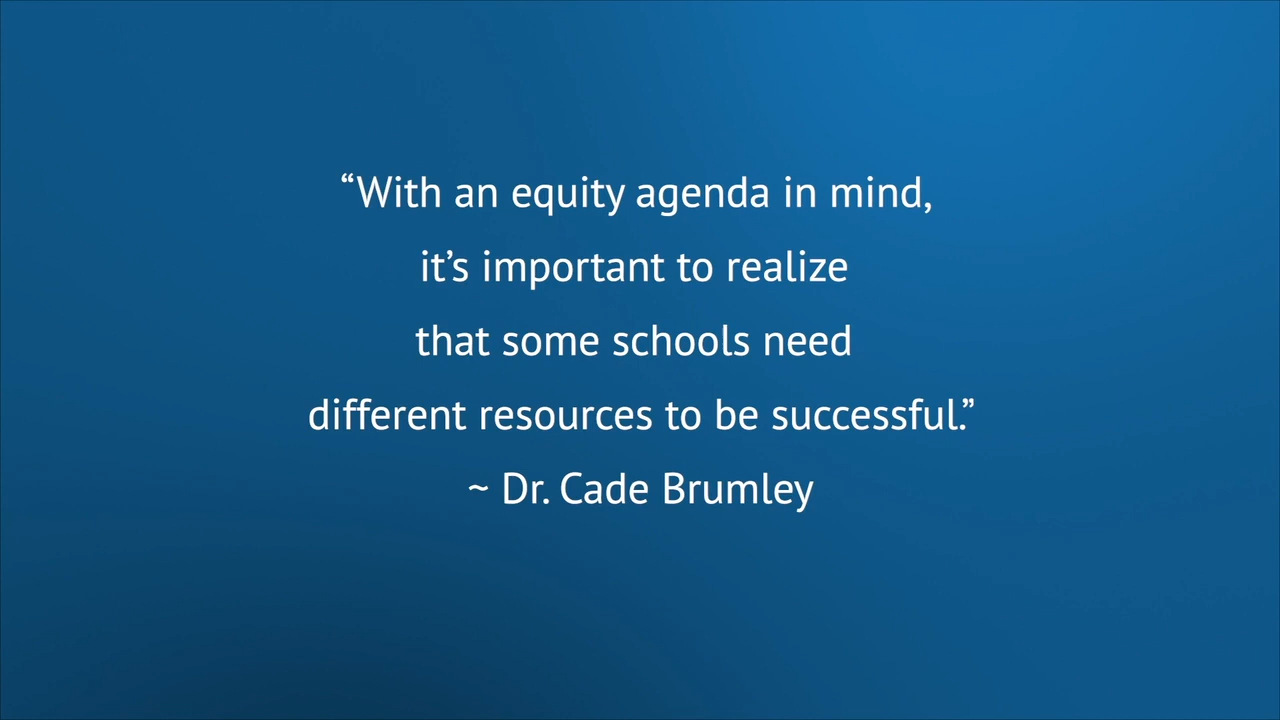 “With an equity agenda in mind,
it’s important to realize
that some schools need
different resources to be successful.”
~ Dr. Cade Brumley